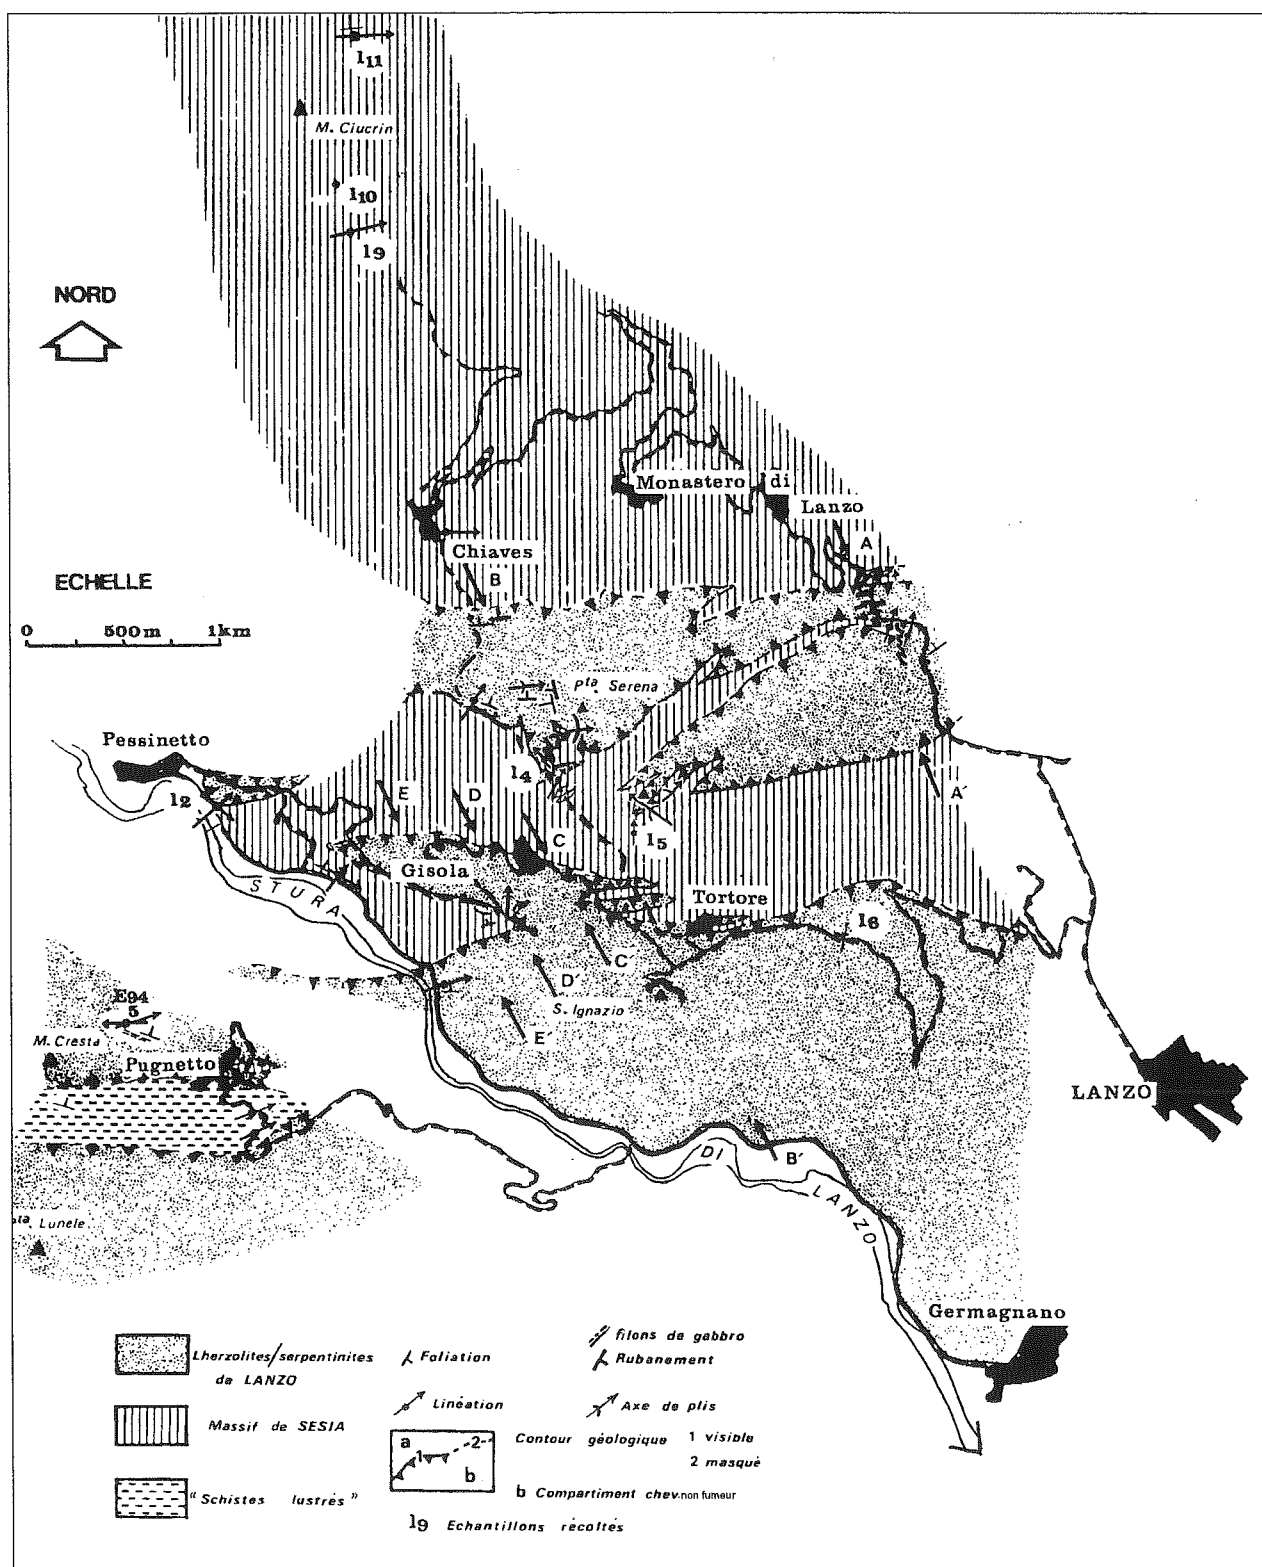 l11
M. Ciucrin
l10
l9
NORD
Monastero di
Lanzo
A
Chiaves
B
ECHELLE
0 500m 1km
Pta. Serena
Pessinetto
l4
l2
E
D
A'
C
l5
Gisola
STURA
Tortore
l6
C'
D'
S. Ignazio
E94
5
E'
M. Cresta
Pugnetto
LANZO
B'
DI
LANZO
ta. Lunele
Germagnano
Lherzolites/serpentinites
de LANZO
Foliation
filons de gabbro
Rubanement
Linéation
Axe de plis
Massif de SESIA
a
1
2
b
Contour géologique 1 visible
2 masqué
"Schistes lustrés"
b Compartiment chev.non fumeur
l9 Echantillons récoltés